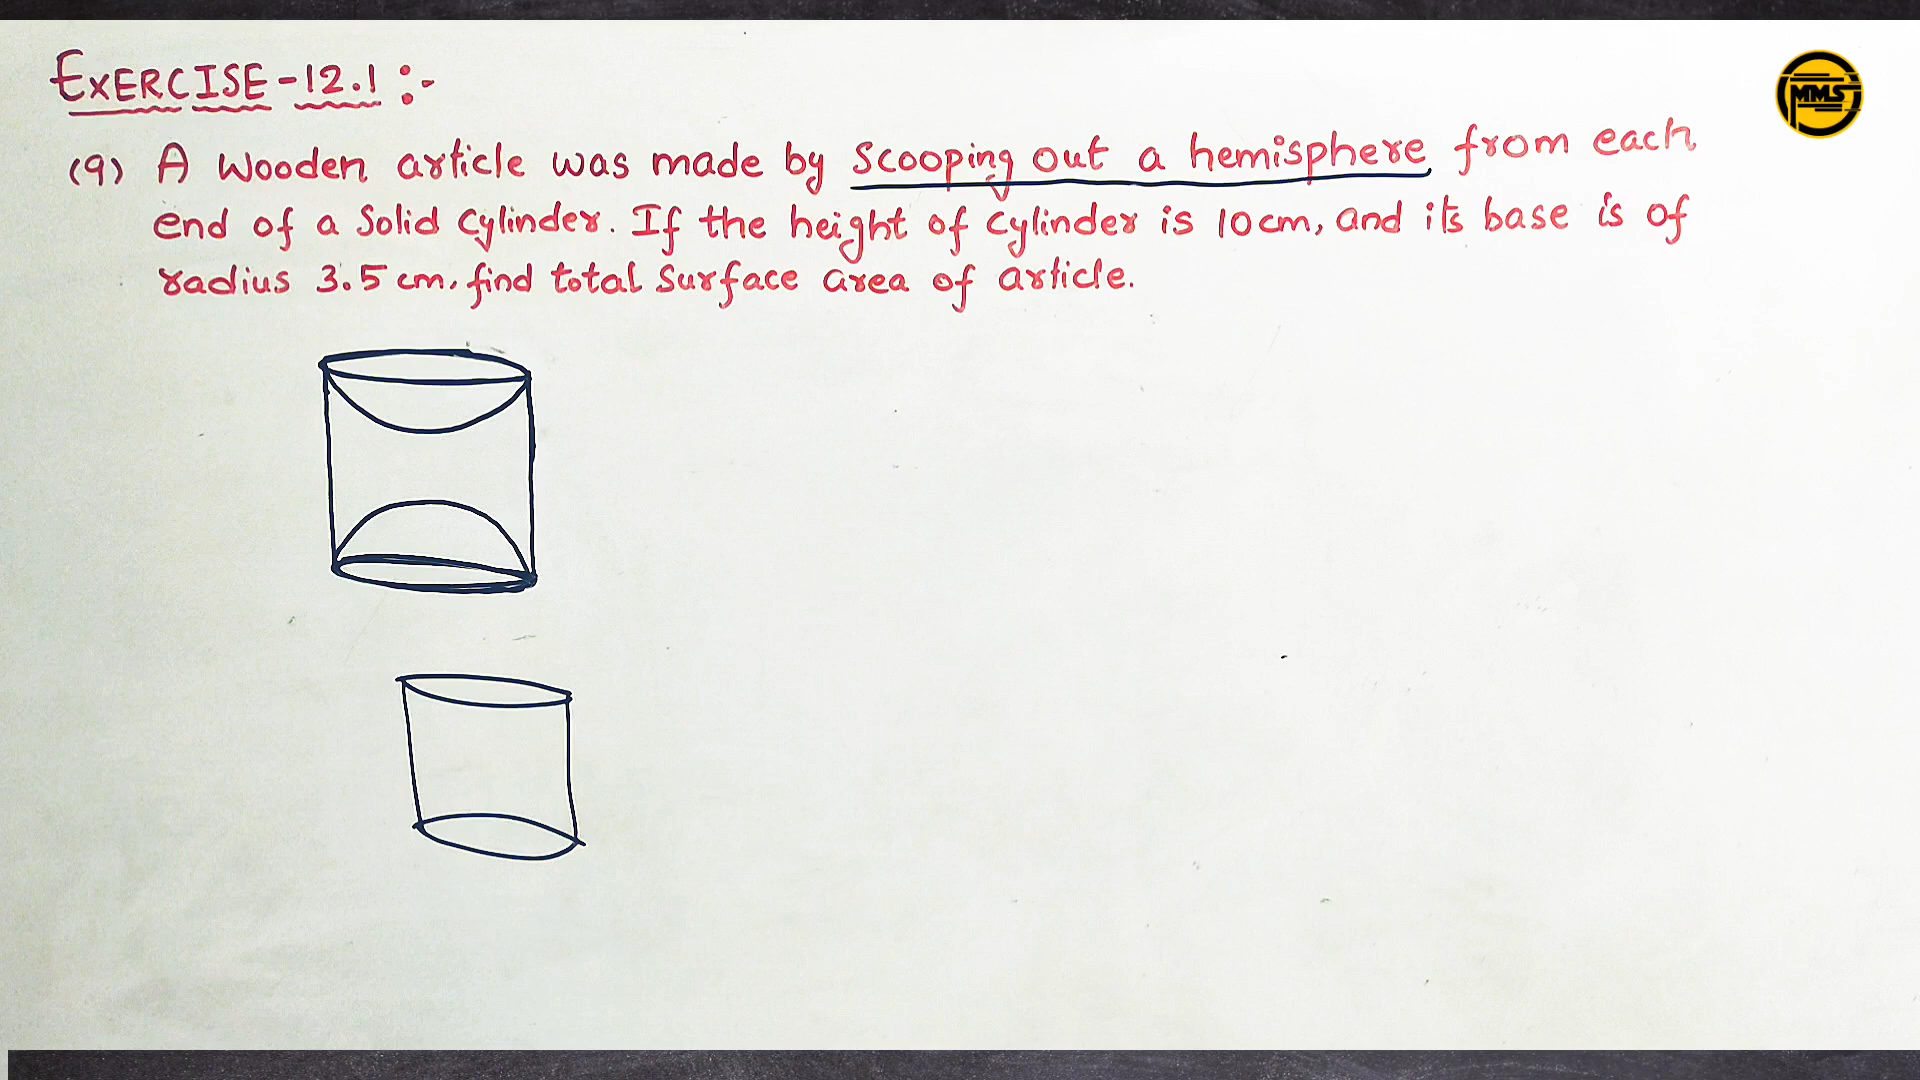 EXERCISE-12.1:-
MMS
(9) A wooden article was made by scooping out a hemisphere from each
end of a solid cylinder. If the height of cylinder is 10cm, and its base is of
radius 3.5 cm, find total surface area of article.